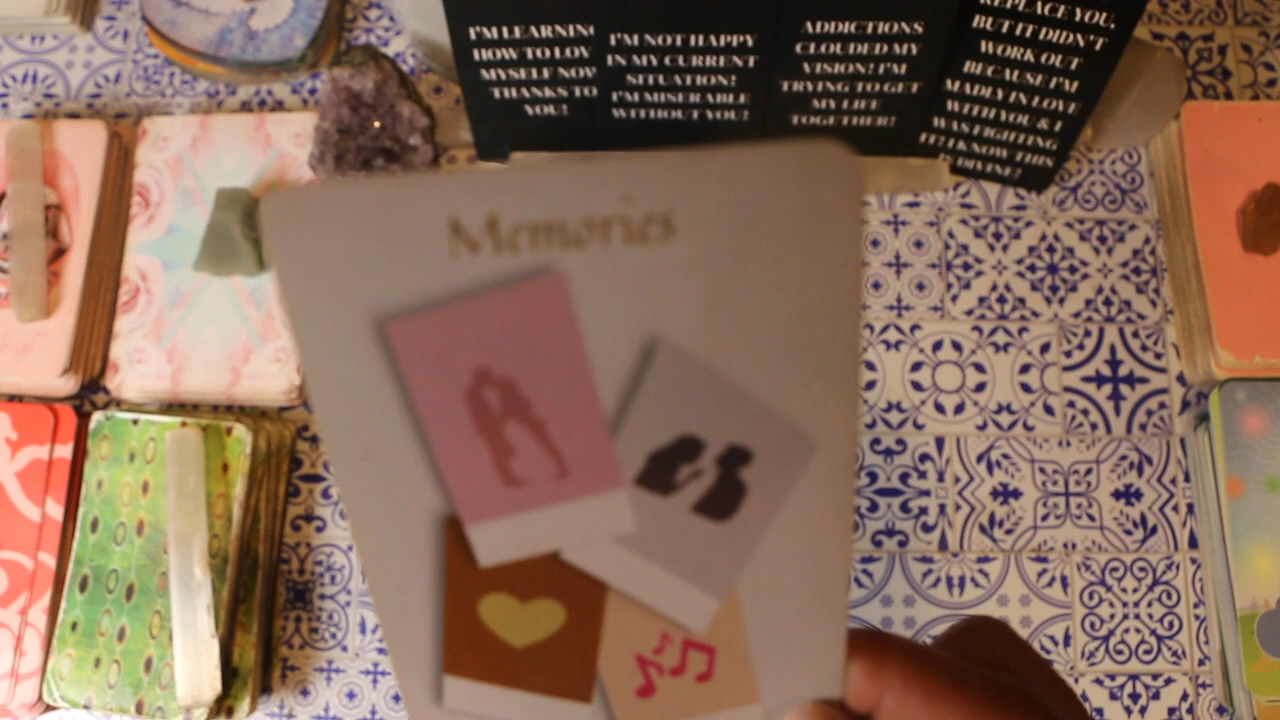 I'M LEARNING
HOW TO LOV
MYSELF NOW
THANKS TO
YOU!
I'M NOT HAPPY
IN MY CURRENT
SITUATION!
I'M MISERABLE
WITHOUT YOU!
ADDICTIONS
CLOUDED MY
VISION! I'M
TRYING TO GET
MY LIFE
TOGETHER!
REPLACE YOU,
BUT IT DIDN'T
WORK OUT
BECAUSE I'M
MADLY IN LOVE
WITH YOU & I
WAS FIGHTING
IT! I KNOW THIS
DIVINE!
Memories